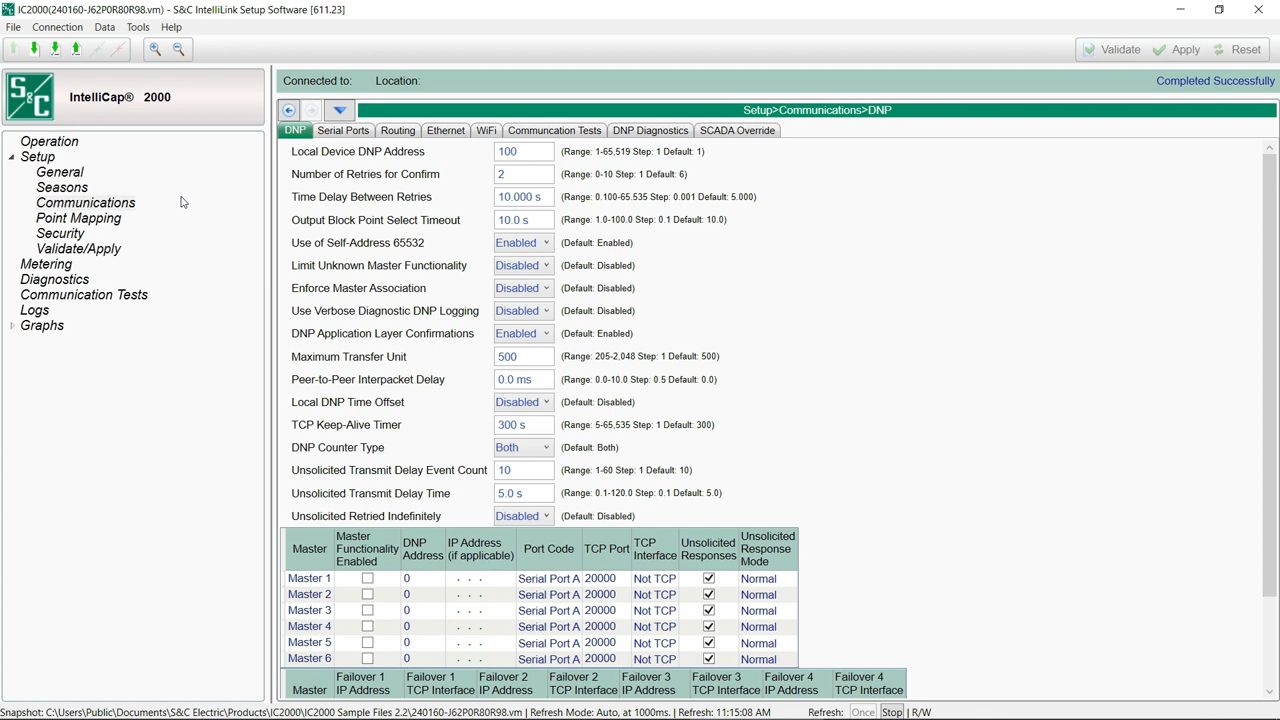 IC2000(240160-J62P0R80R98.vm) - S&C IntelliLink Setup Software [611.23]
File Connection Data Tools Help
Validate Apply Reset
S&C
IntelliCap® 2000
Operation
Setup
General
Seasons
Communications
Point Mapping
Security
Validate/Apply
Metering
Diagnostics
Communication Tests
Logs
Graphs
Connected to: Location: Completed Successfully
Setup>Communications>DNP
DNP Serial Ports Routing Ethernet WiFi Communcation Tests DNP Diagnostics SCADA Override
Local Device DNP Address 100 (Range: 1-65,519 Step: 1 Default: 1)
Number of Retries for Confirm 2 (Range: 0-10 Step: 1 Default: 6)
Time Delay Between Retries 10.000 s (Range: 0.100-65.535 Step: 0.001 Default: 5.000)
Output Block Point Select Timeout 10.0 s (Range: 1.0-100.0 Step: 0.1 Default: 10.0)
Use of Self-Address 65532 Enabled (Default: Enabled)
Limit Unknown Master Functionality Disabled (Default: Disabled)
Enforce Master Association Disabled (Default: Disabled)
Use Verbose Diagnostic DNP Logging Disabled (Default: Disabled)
DNP Application Layer Confirmations Enabled (Default: Enabled)
Maximum Transfer Unit 500 (Range: 205-2,048 Step: 1 Default: 500)
Peer-to-Peer Interpacket Delay 0.0 ms (Range: 0.0-10.0 Step: 0.5 Default: 0.0)
Local DNP Time Offset Disabled (Default: Disabled)
TCP Keep-Alive Timer 300 s (Range: 5-65,535 Step: 1 Default: 300)
DNP Counter Type Both (Default: Both)
Unsolicited Transmit Delay Event Count 10 (Range: 1-60 Step: 1 Default: 10)
Unsolicited Transmit Delay Time 5.0 s (Range: 0.1-120.0 Step: 0.1 Default: 5.0)
Unsolicited Retried Indefinitely Disabled (Default: Disabled)
Master Master Functionality Enabled DNP Address IP Address (if applicable) Port Code TCP Port TCP Interface Unsolicited Responses Unsolicited Response Mode
Master 1 0 . . . Serial Port A 20000 Not TCP Normal
Master 2 0 . . . Serial Port A 20000 Not TCP Normal
Master 3 0 . . . Serial Port A 20000 Not TCP Normal
Master 4 0 . . . Serial Port A 20000 Not TCP Normal
Master 5 0 . . . Serial Port A 20000 Not TCP Normal
Master 6 0 . . . Serial Port A 20000 Not TCP Normal
Master Failover 1 IP Address Failover 1 TCP Interface Failover 2 IP Address Failover 2 TCP Interface Failover 3 IP Address Failover 3 TCP Interface Failover 4 IP Address Failover 4 TCP Interface
Snapshot: C:\Users\Public\Documents\S&C Electric\Products\IC2000\IC2000 Sample Files 2.2\240160-J62P0R80R98.vm | Refresh Mode: Auto, at 1000ms. | Refresh: 11:15:08 AM Refresh: Once Stop | R/W